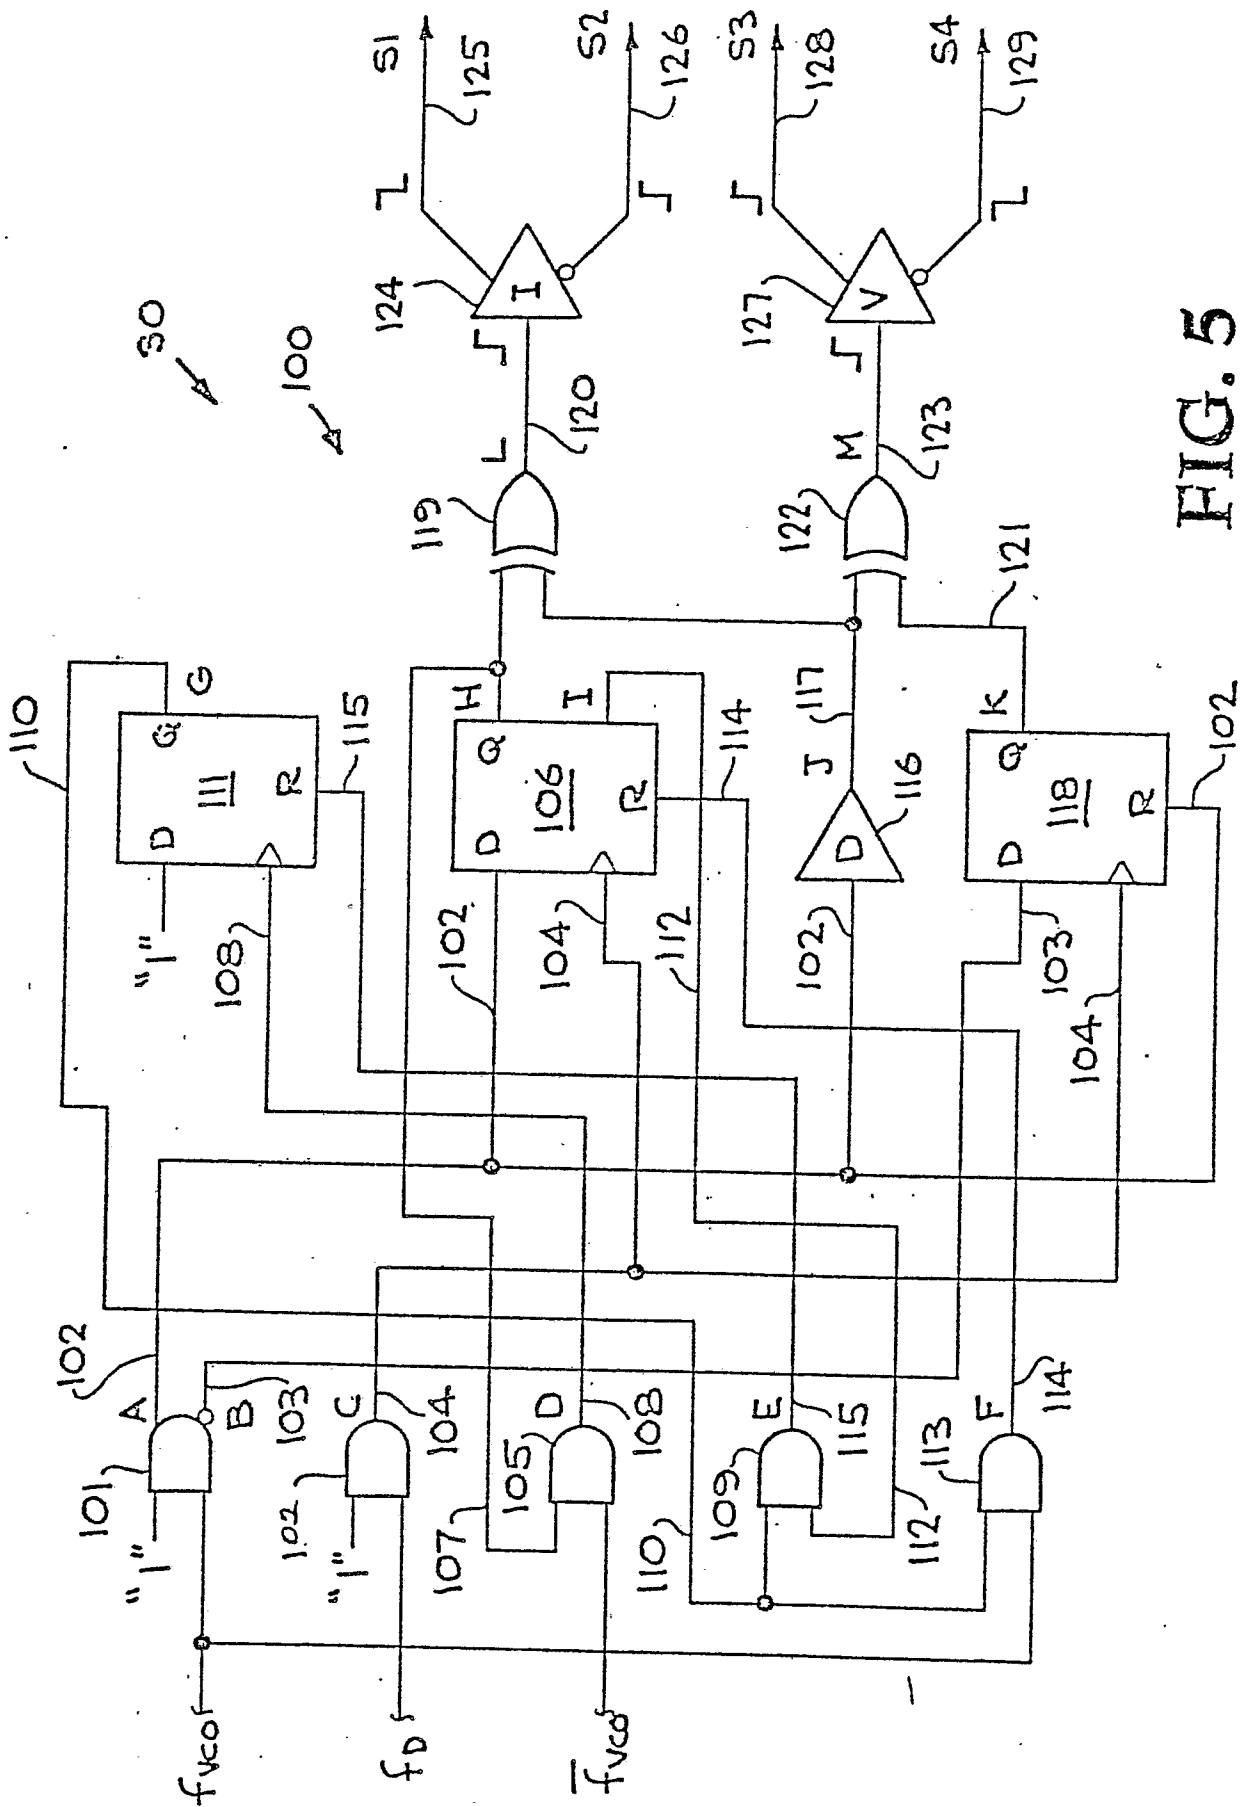 30
100
110
G
Q
D
111
R
115
"1"
108
S1
125
124
I
S2
126
L
120
119
H
Q
I
D
106
R
114
102
104
112
S3
128
127
V
S4
129
M
123
122
121
J
117
D
116
102
K
Q
D
118
R
102
103
104
102
A
101
"1"
B
103
C
104
102
"1"
107
D
105
108
110
E
109
115
112
F
113
114
fvco
fD
f̅vco
FIG. 5